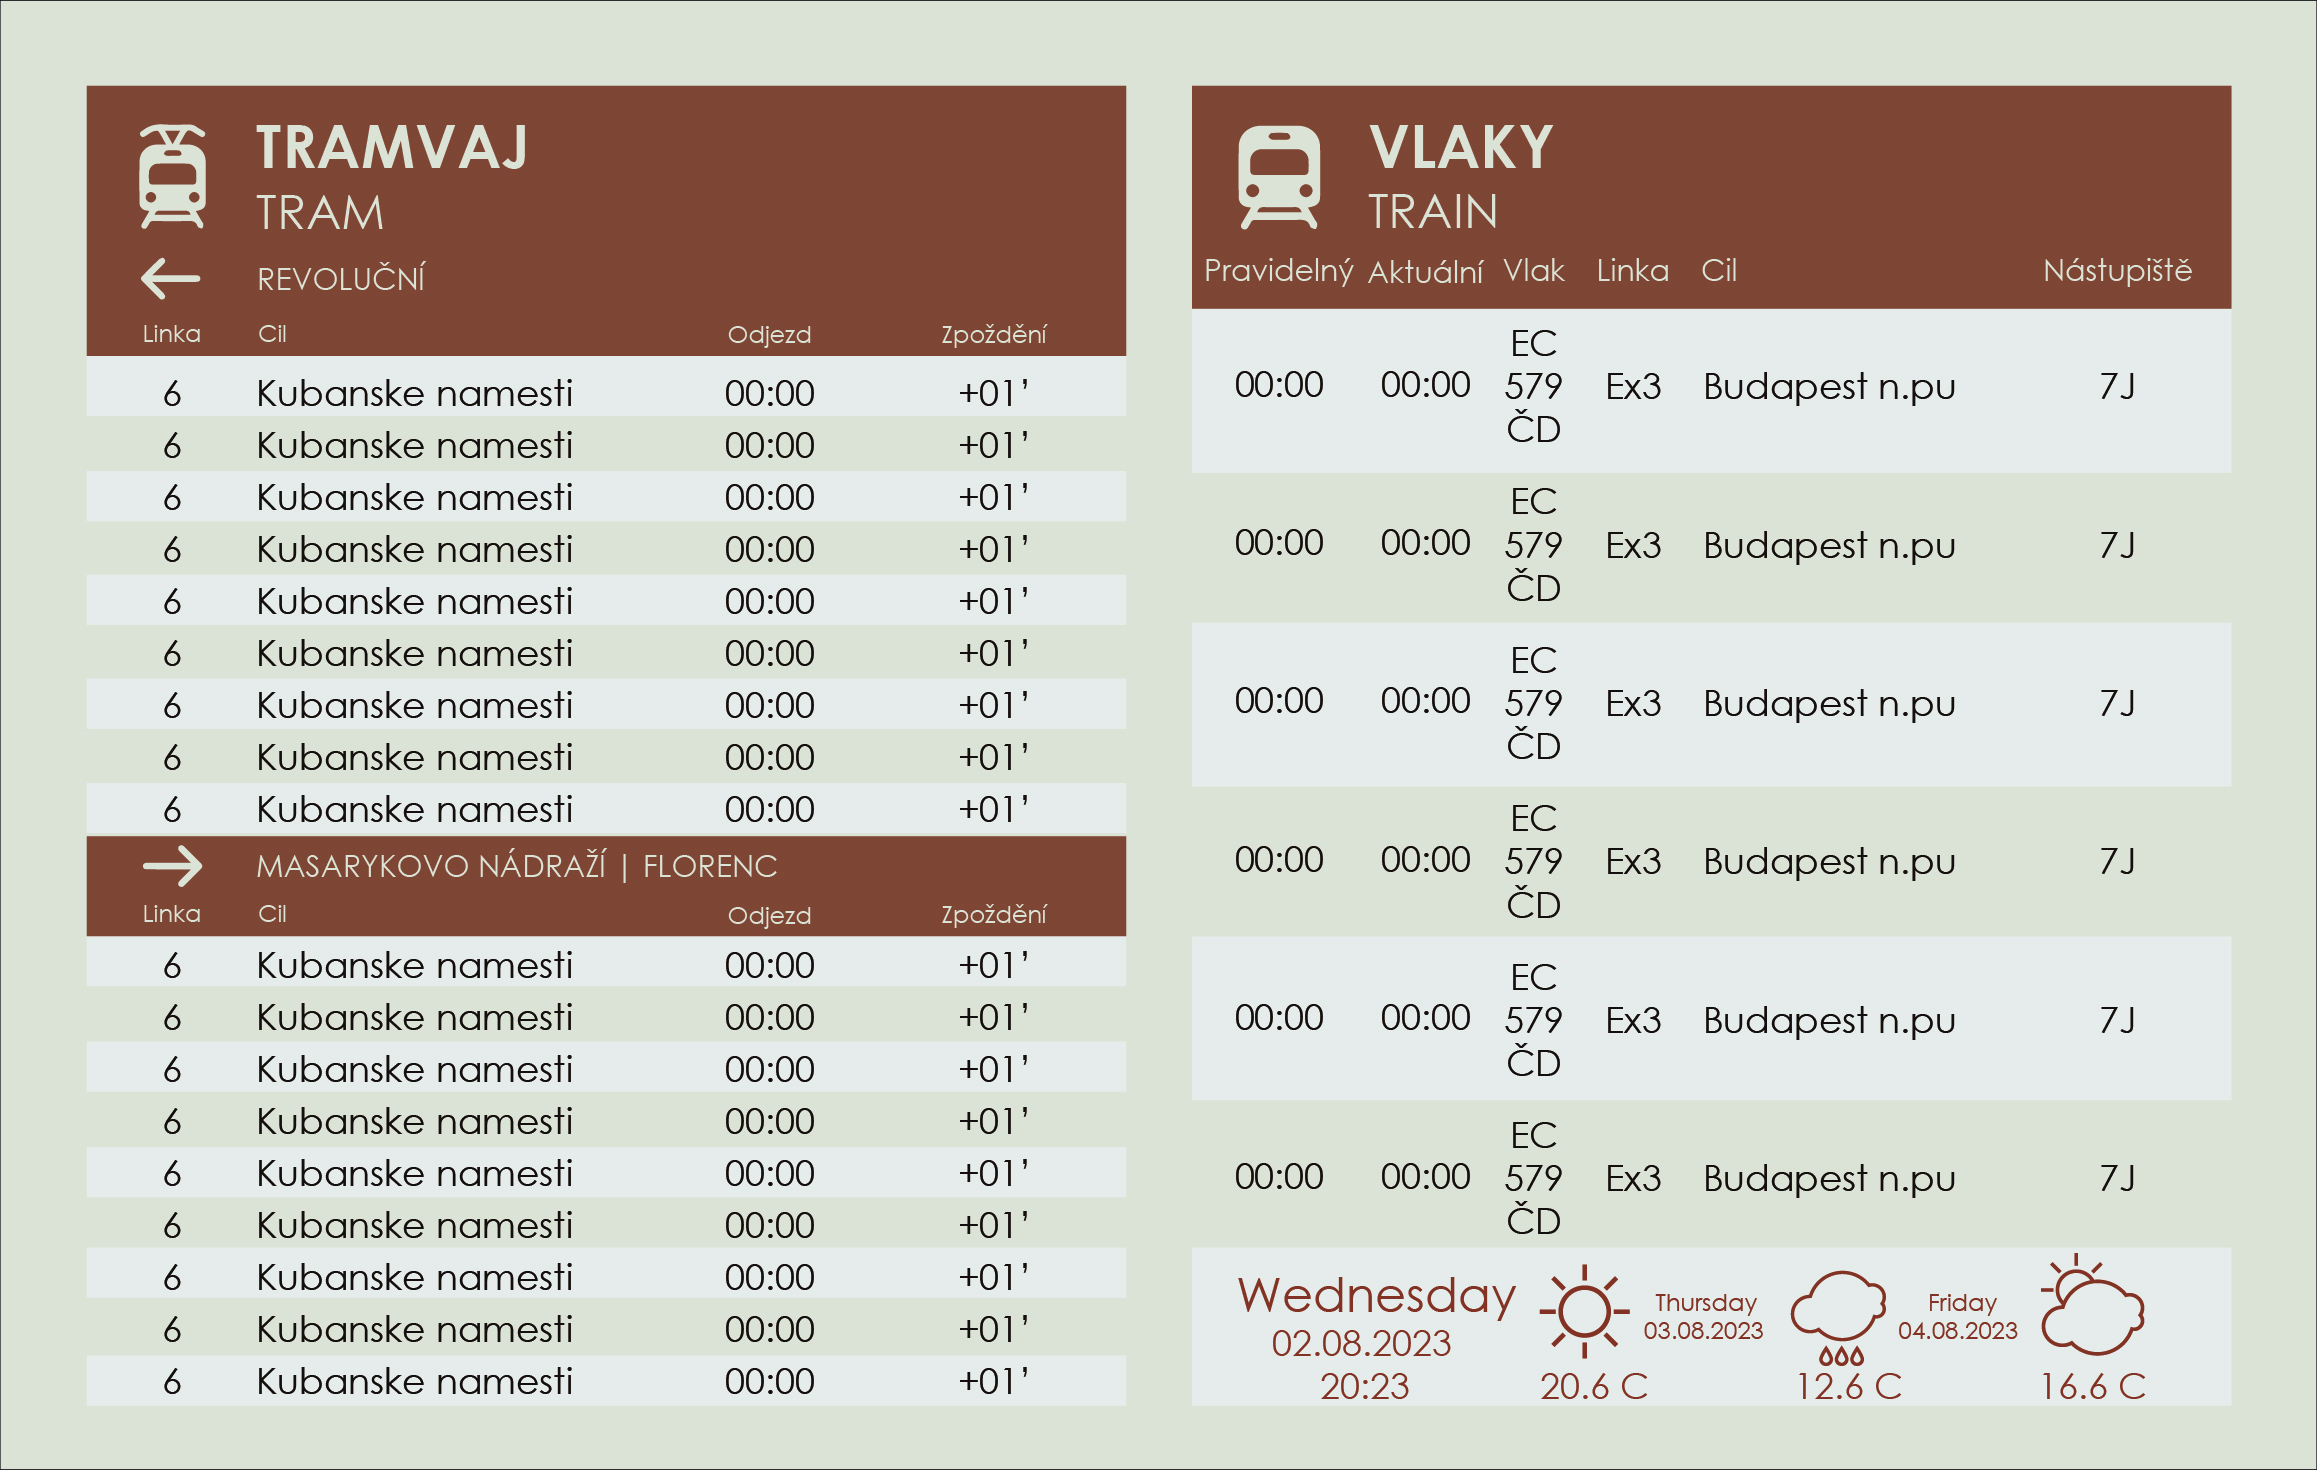 TRAMVAJ
TRAM
REVOLUČNÍ
Linka Cil Odjezd Zpoždění
6 Kubanske namesti 00:00 +01’
6 Kubanske namesti 00:00 +01’
6 Kubanske namesti 00:00 +01’
6 Kubanske namesti 00:00 +01’
6 Kubanske namesti 00:00 +01’
6 Kubanske namesti 00:00 +01’
6 Kubanske namesti 00:00 +01’
6 Kubanske namesti 00:00 +01’
6 Kubanske namesti 00:00 +01’
MASARYKOVO NÁDRAŽÍ | FLORENC
Linka Cil Odjezd Zpoždění
6 Kubanske namesti 00:00 +01’
6 Kubanske namesti 00:00 +01’
6 Kubanske namesti 00:00 +01’
6 Kubanske namesti 00:00 +01’
6 Kubanske namesti 00:00 +01’
6 Kubanske namesti 00:00 +01’
6 Kubanske namesti 00:00 +01’
6 Kubanske namesti 00:00 +01’
6 Kubanske namesti 00:00 +01’
VLAKY
TRAIN
Pravidelný Aktuální Vlak Linka Cil Nástupiště
EC
00:00 00:00 579 Ex3 Budapest n.pu 7J
ČD
EC
00:00 00:00 579 Ex3 Budapest n.pu 7J
ČD
EC
00:00 00:00 579 Ex3 Budapest n.pu 7J
ČD
EC
00:00 00:00 579 Ex3 Budapest n.pu 7J
ČD
EC
00:00 00:00 579 Ex3 Budapest n.pu 7J
ČD
EC
00:00 00:00 579 Ex3 Budapest n.pu 7J
ČD
Wednesday
02.08.2023
20:23
20.6 C
Thursday
03.08.2023
12.6 C
Friday
04.08.2023
16.6 C